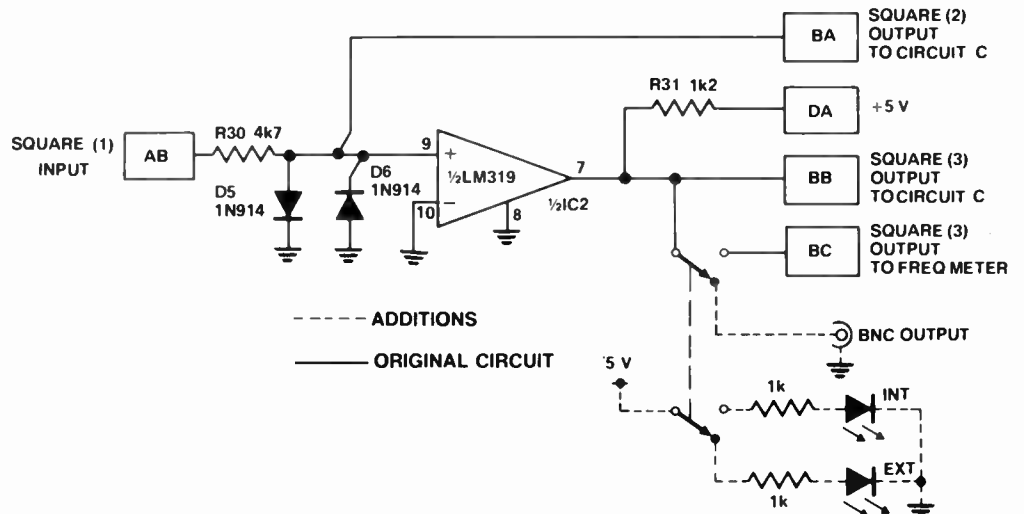 BA
SQUARE (2)
OUTPUT
TO CIRCUIT C
R31 1k2
DA
+5 V
SQUARE (1)
INPUT
AB
R30 4k7
D5
1N914
D6
1N914
9
+
½LM319
10
−
7
8
½IC2
BB
SQUARE (3)
OUTPUT
TO CIRCUIT C
BC
SQUARE (3)
OUTPUT
TO FREQ METER
ADDITIONS
ORIGINAL CIRCUIT
BNC OUTPUT
5 V
1k
INT
1k
EXT